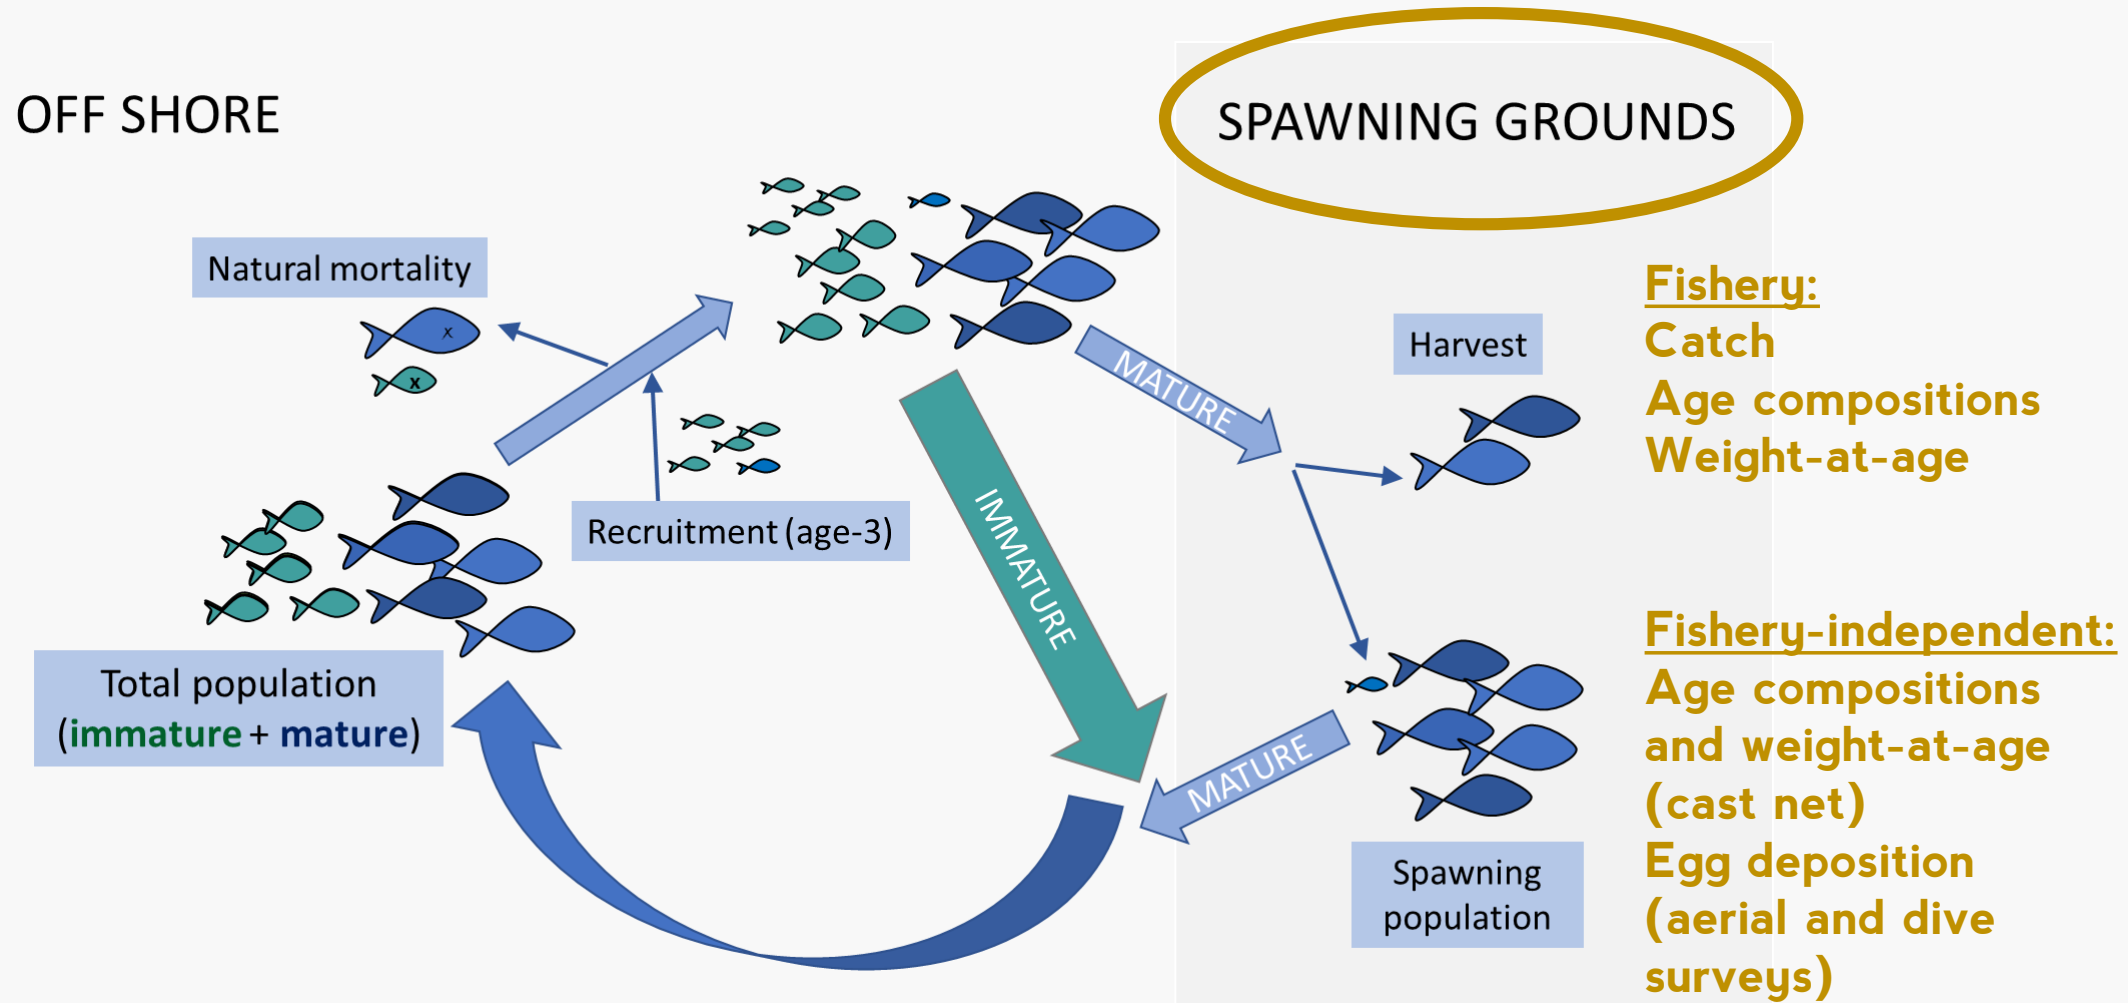 OFF SHORE
SPAWNING GROUNDS
Natural mortality
x
x
Recruitment (age-3)
Total population
(immature + mature)
MATURE
IMMATURE
MATURE
Harvest
Spawning
population
Fishery:
Catch
Age compositions
Weight-at-age
Fishery-independent:
Age compositions
and weight-at-age
(cast net)
Egg deposition
(aerial and dive
surveys)